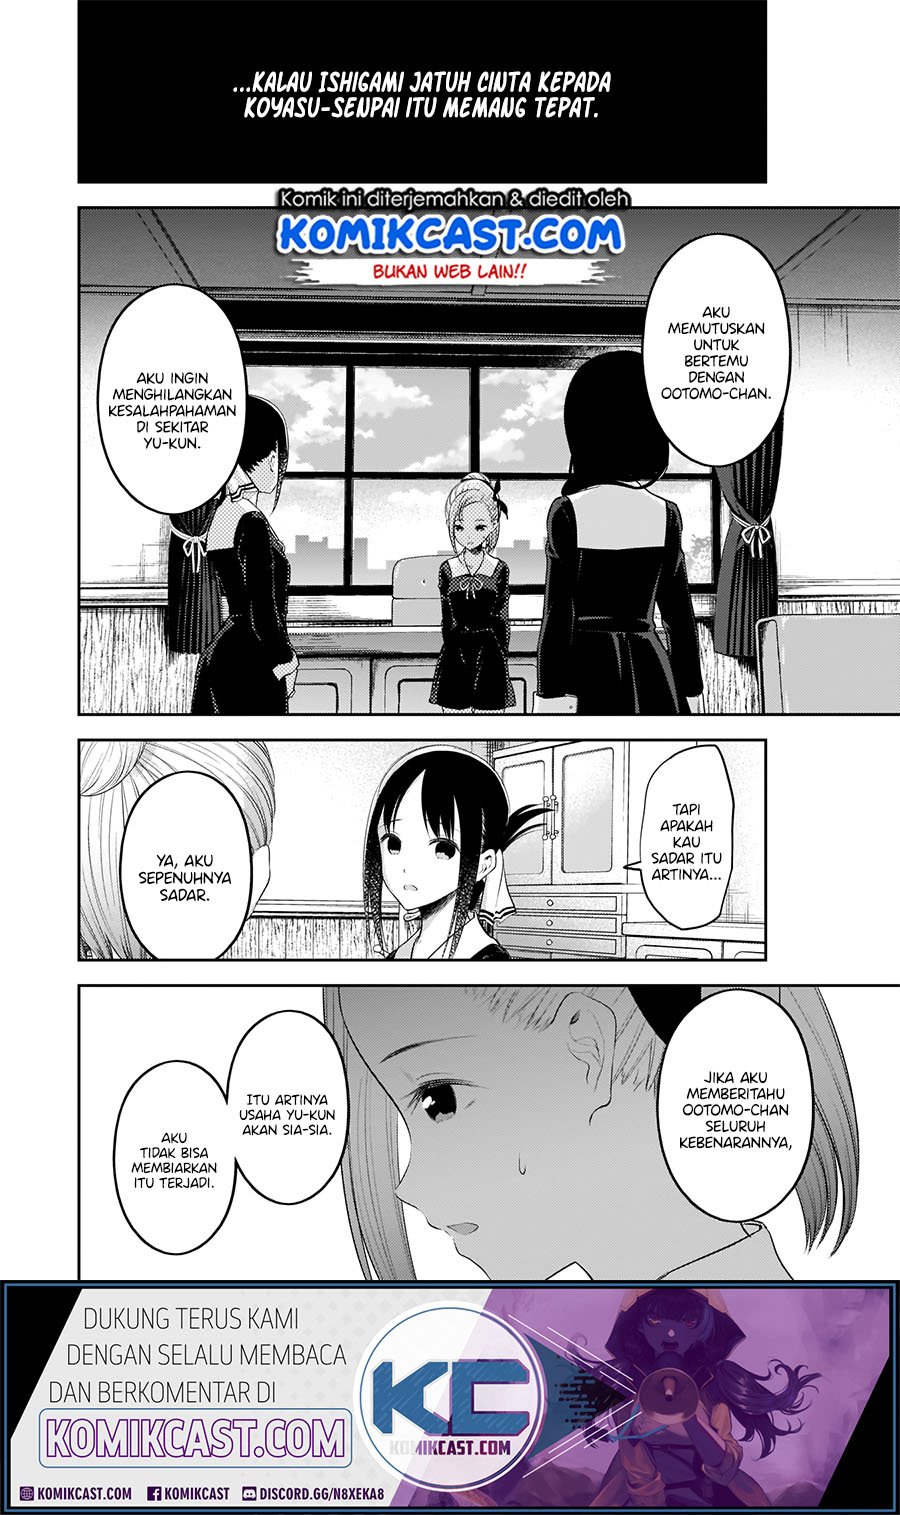 ...KALAU ISHIGAMI JATUH CINTA KEPADA
KOYASU-SENPAI ITU MEMANG TEPAT.
Komik ini diterjemahkan & diedit oleh
KOMIKCAST.COM
BUKAN WEB LAIN!!
AKU
MEMUTUSKAN
UNTUK
BERTEMU
DENGAN
OOTOMO-CHAN.
AKU INGIN
MENGHILANGKAN
KESALAHPAHAMAN
DI SEKITAR
YU-KUN.
TAPI
APAKAH
KAU
SADAR ITU
ARTINYA...
YA, AKU
SEPENUHNYA
SADAR.
JIKA AKU
MEMBERITAHU
OOTOMO-CHAN
SELURUH
KEBENARANNYA,
ITU ARTINYA
USAHA YU-KUN
AKAN SIA-SIA.
AKU
TIDAK BISA
MEMBIARKAN
ITU TERJADI.
DUKUNG TERUS KAMI
DENGAN SELALU MEMBACA
DAN BERKOMENTAR DI
KOMIKCAST.COM
KC
KOMIKCAST.COM
KOMIKCAST.COM KOMIKCAST DISCORD.GG/N8XEKA8